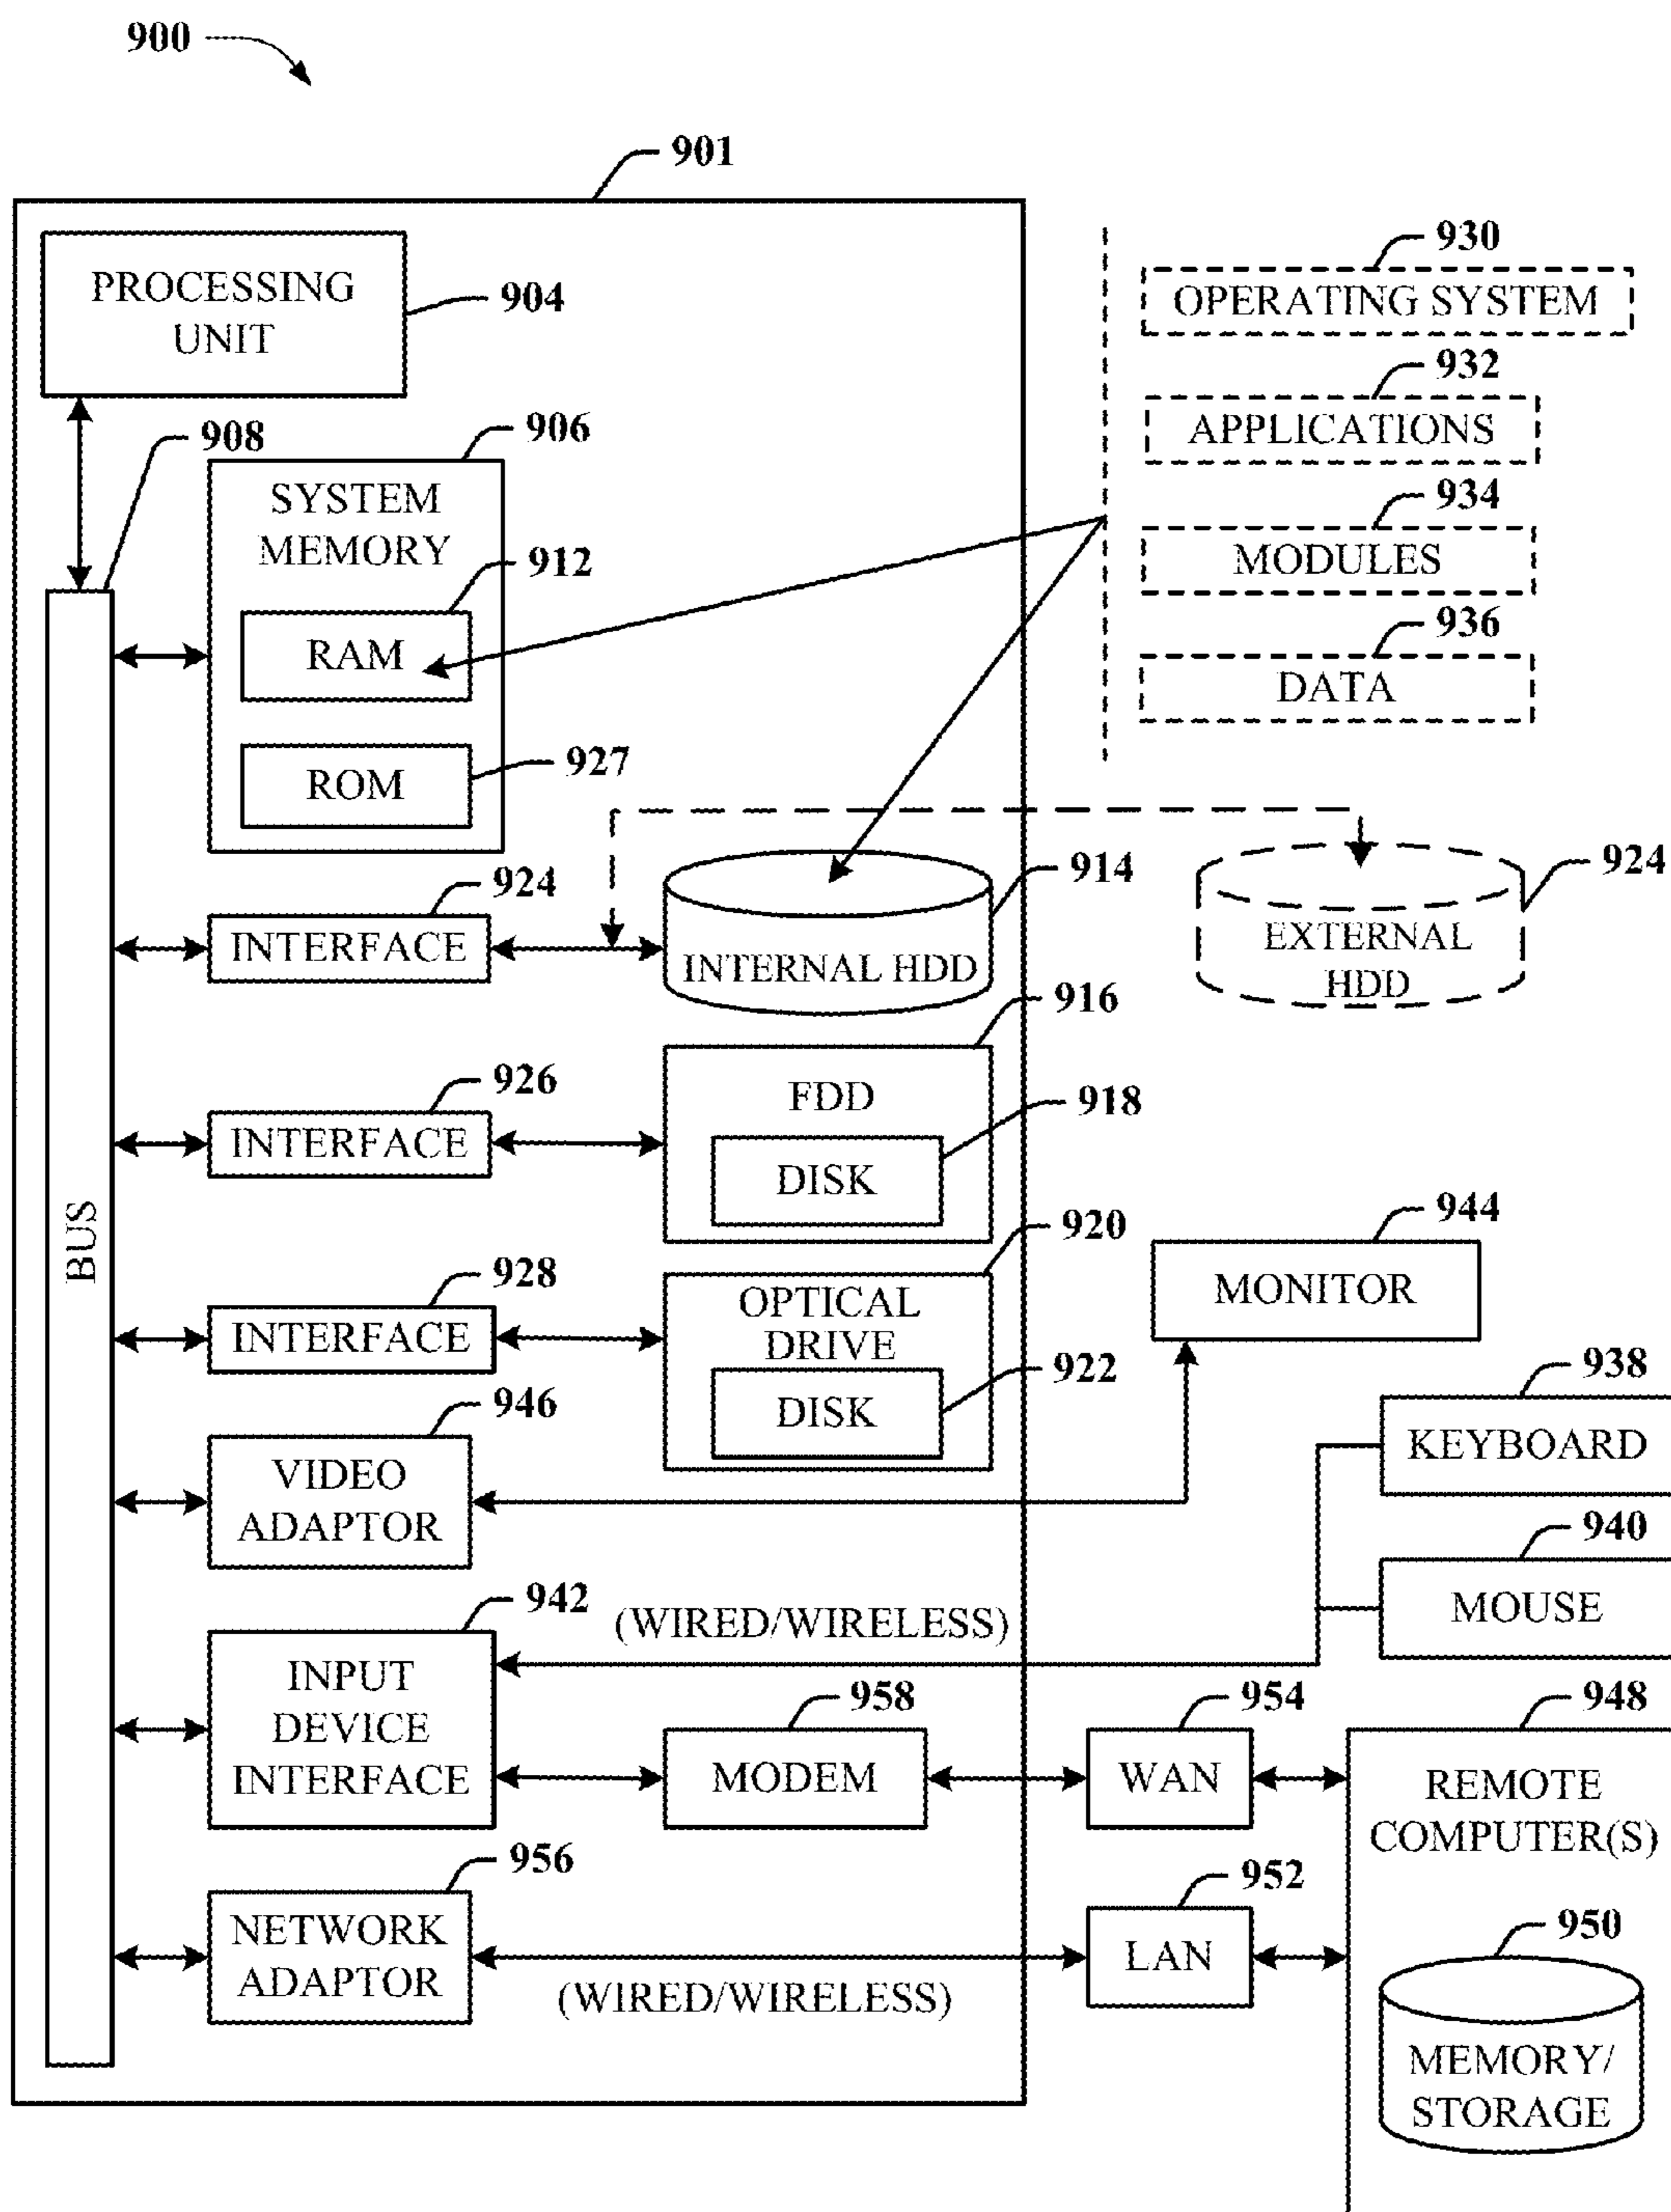 900
901
PROCESSING
UNIT
904
908
906
SYSTEM
MEMORY
912
RAM
927
ROM
930
OPERATING SYSTEM
932
APPLICATIONS
934
MODULES
936
DATA
BUS
924
INTERFACE
914
INTERNAL HDD
924
EXTERNAL
HDD
926
INTERFACE
916
FDD
918
DISK
928
INTERFACE
920
OPTICAL
DRIVE
922
DISK
944
MONITOR
946
VIDEO
ADAPTOR
938
KEYBOARD
940
MOUSE
942
INPUT
DEVICE
INTERFACE
(WIRED/WIRELESS)
958
MODEM
954
WAN
948
REMOTE
COMPUTER(S)
956
NETWORK
ADAPTOR
(WIRED/WIRELESS)
952
LAN
950
MEMORY/
STORAGE